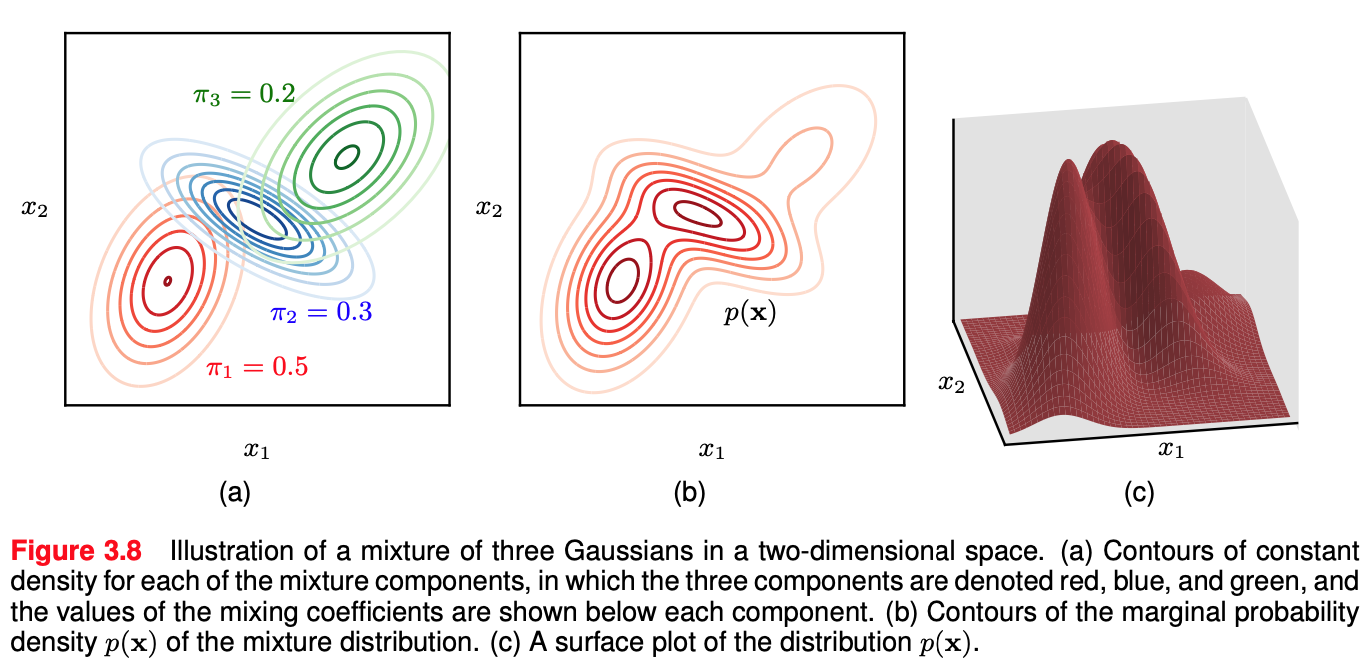 π₃ = 0.2
x₂
π₂ = 0.3
π₁ = 0.5
x₁
(a)
x₂
p(𝐱)
x₁
(b)
x₂
x₁
(c)
Figure 3.8 Illustration of a mixture of three Gaussians in a two-dimensional space. (a) Contours of constant
density for each of the mixture components, in which the three components are denoted red, blue, and green, and
the values of the mixing coefficients are shown below each component. (b) Contours of the marginal probability
density p(𝐱) of the mixture distribution. (c) A surface plot of the distribution p(𝐱).